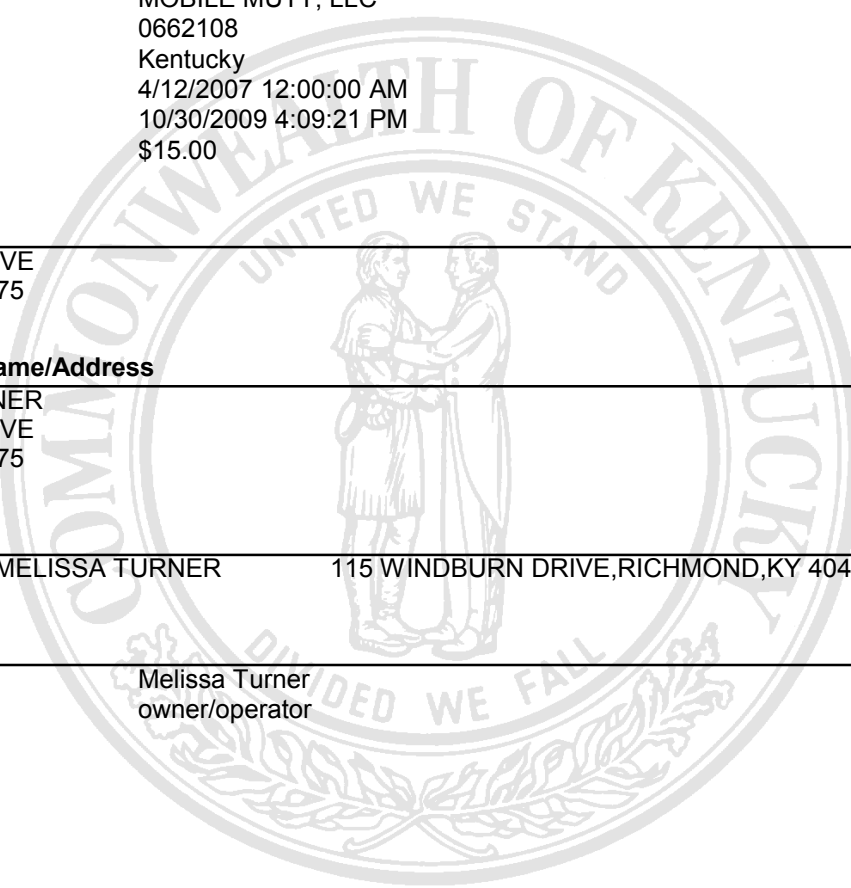 MOBILE MUTT, LLC
0662108
Kentucky
4/12/2007 12:00:00 AM
10/30/2009 4:09:21 PM
$15.00
VE
75
ame/Address
NER
VE
75
MELISSA TURNER 115 WINDBURN DRIVE,RICHMOND,KY 404
Melissa Turner
owner/operator
COMMONWEALTH OF KENTUCKY
UNITED WE STAND
DIVIDED WE FALL